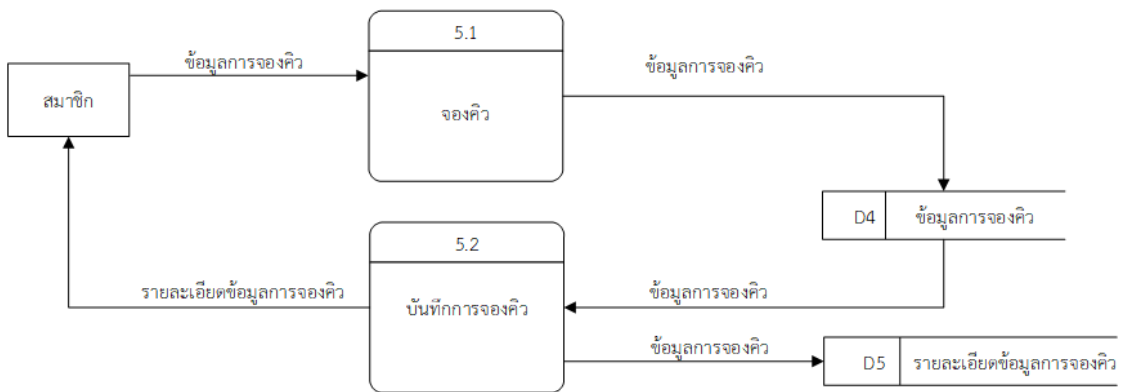 5.1
ข้อมูลการจองคิว
ข้อมูลการจองคิว
สมาชิก
จองคิว
D4
ข้อมูลการจองคิว
5.2
รายละเอียดข้อมูลการจองคิว
ข้อมูลการจองคิว
บันทึกการจองคิว
ข้อมูลการจองคิว
D5
รายละเอียดข้อมูลการจองคิว